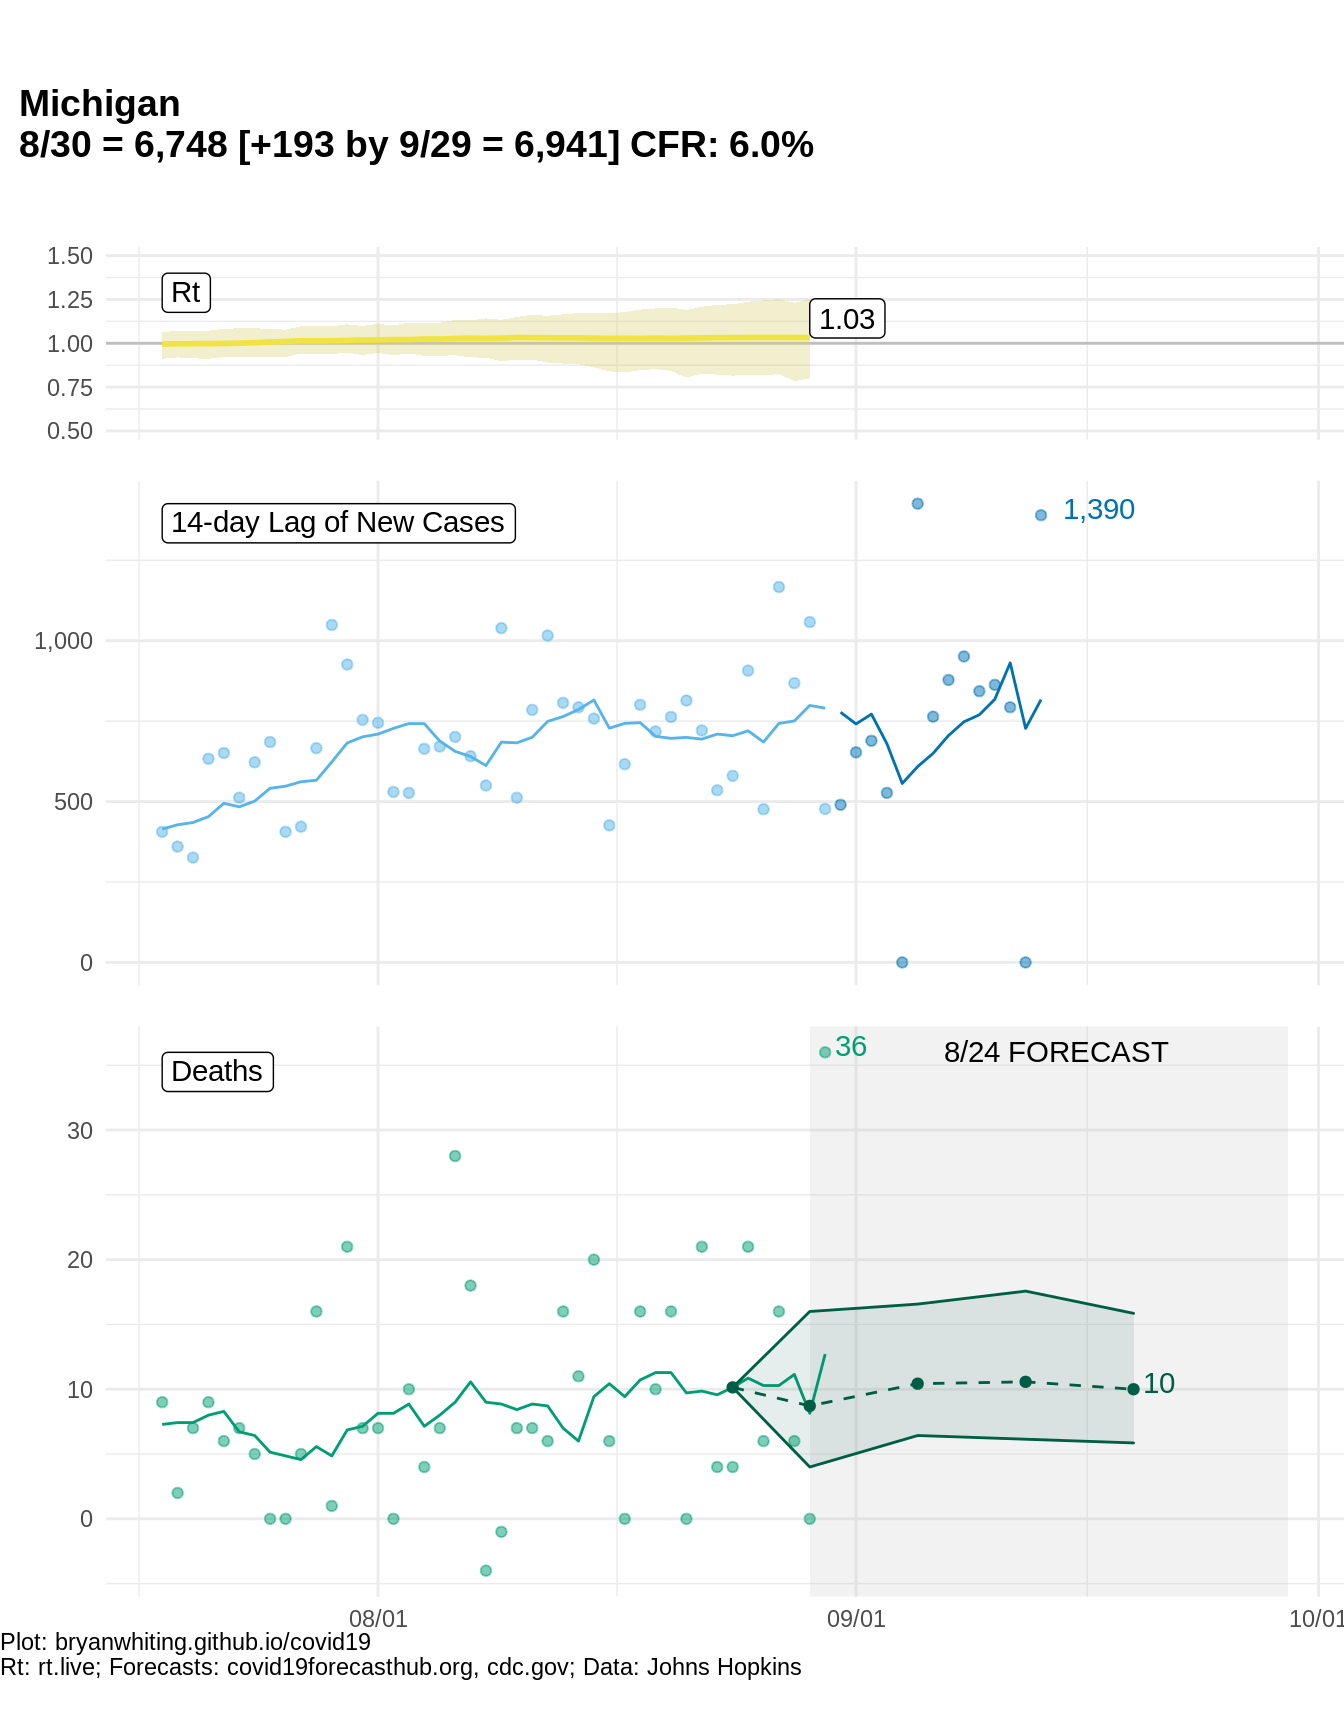 Michigan
8/30 = 6,748 [+193 by 9/29 = 6,941] CFR: 6.0%
1.50
1.25
1.00
0.75
0.50
Rt
1.03
14-day Lag of New Cases
1,390
1,000
500
0
Deaths
36
8/24 FORECAST
30
20
10
0
10
08/01
09/01
10/01
Plot: bryanwhiting.github.io/covid19
Rt: rt.live; Forecasts: covid19forecasthub.org, cdc.gov; Data: Johns Hopkins